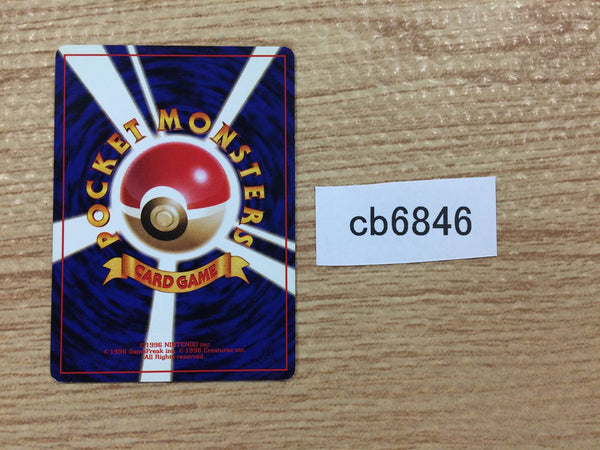 POCKET MONSTERS
CARD GAME
©1996 NINTENDO inc.
©1996 GameFreak inc. ©1996 Creatures inc.
All Rights reserved.
cb6846